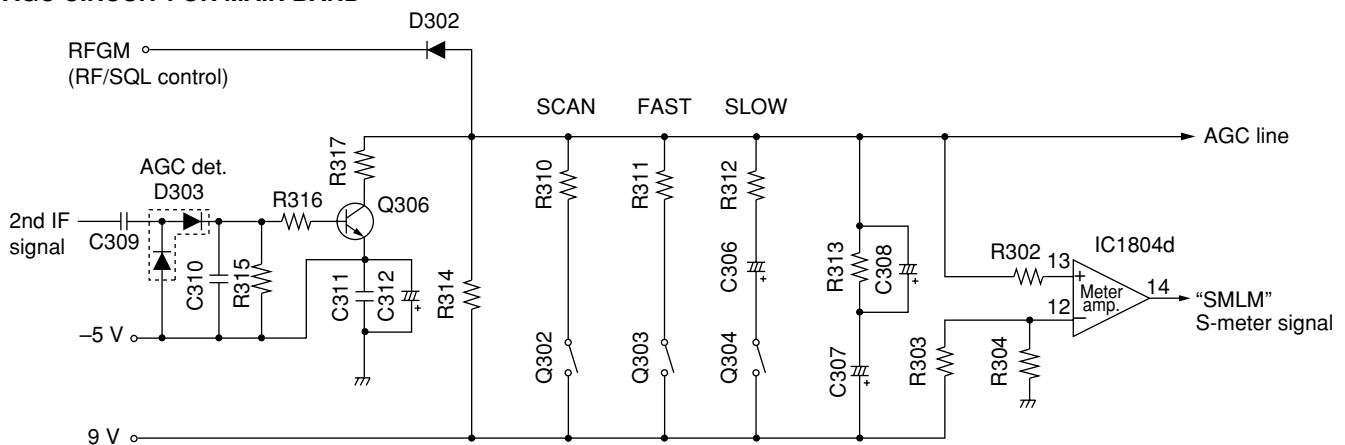 D302
RFGM
(RF/SQL control)
SCAN
FAST
SLOW
AGC line
R317
R310
R311
R312
AGC det.
D303
R316
Q306
2nd IF
signal
C309
C310
R315
C311
C312
R314
C306
R313
C308
R302
IC1804d
13
+
Meter
amp.
12
–
14
“SMLM”
S-meter signal
–5 V
+
Q302
Q303
Q304
C307
R303
R304
9 V